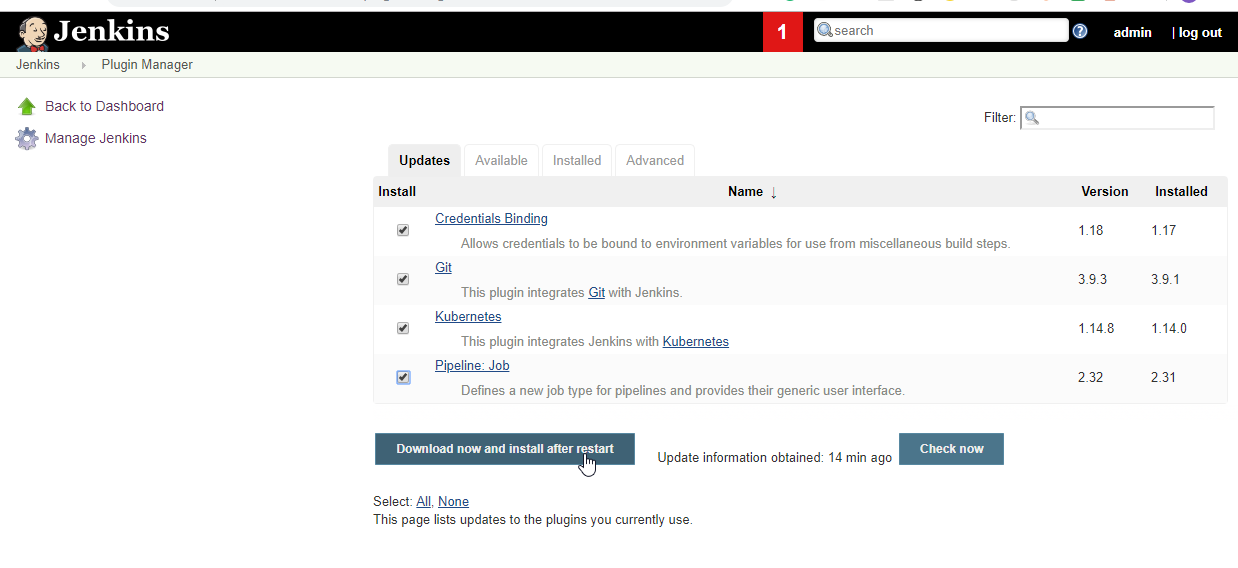 Jenkins
1
search
?
admin | log out
Jenkins Plugin Manager
Back to Dashboard
Manage Jenkins
Filter:
Updates Available Installed Advanced
Install Name ↓ Version Installed
Credentials Binding
Allows credentials to be bound to environment variables for use from miscellaneous build steps.
1.18 1.17
Git
This plugin integrates Git with Jenkins.
3.9.3 3.9.1
Kubernetes
This plugin integrates Jenkins with Kubernetes
1.14.8 1.14.0
Pipeline: Job
Defines a new job type for pipelines and provides their generic user interface.
2.32 2.31
Download now and install after restart
Update information obtained: 14 min ago
Check now
Select: All, None
This page lists updates to the plugins you currently use.